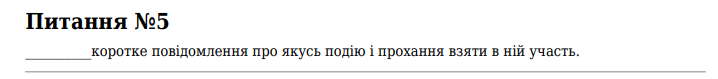 Питання №5
__________коротке повідомлення про якусь подію і прохання взяти в ній участь.